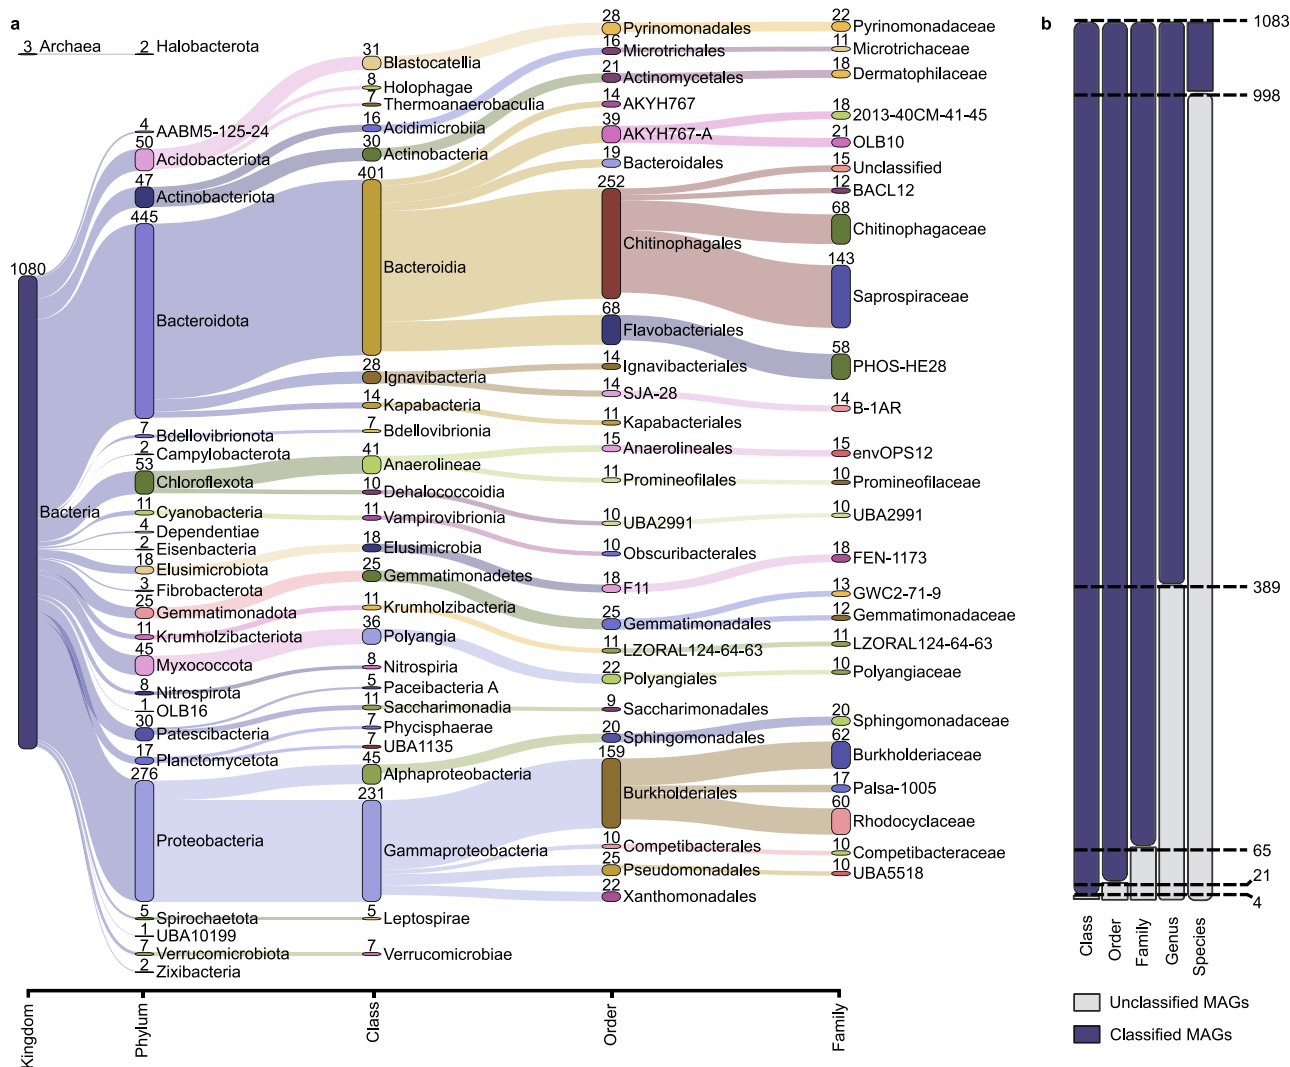 a
3 Archaea
1080
Bacteria
2 Halobacterota
4
AABM5-125-24
50
Acidobacteriota
47
Actinobacteriota
445
Bacteroidota
7
Bdellovibrionota
2
Campylobacterota
53
Chloroflexota
11
Cyanobacteria
4
Dependentiae
2
Eisenbacteria
18
Elusimicrobiota
3
Fibrobacterota
25
Gemmatimonadota
11
Krumholzibacteriota
45
Myxococcota
8
Nitrospirota
1
OLB16
30
Patescibacteria
17
Planctomycetota
276
Proteobacteria
5
Spirochaetota
1
UBA10199
7
Verrucomicrobiota
2
Zixibacteria
31
Blastocatellia
8
Holophagae
7
Thermoanaerobaculia
16
Acidimicrobiia
30
Actinobacteria
401
Bacteroidia
28
Ignavibacteria
14
Kapabacteria
7
Bdellovibrionia
41
Anaerolineae
10
Dehalococcoidia
11
Vampirovibrionia
18
Elusimicrobia
25
Gemmatimonadetes
11
Krumholzibacteria
36
Polyangia
8
Nitrospiria
5
Paceibacteria A
11
Saccharimonadia
7
Phycisphaerae
7
UBA1135
45
Alphaproteobacteria
231
Gammaproteobacteria
5
Leptospirae
7
Verrucomicrobiae
28
Pyrinomonadales
16
Microtrichales
21
Actinomycetales
14
AKYH767
39
AKYH767-A
19
Bacteroidales
252
Chitinophagales
68
Flavobacteriales
14
Ignavibacteriales
14
SJA-28
11
Kapabacteriales
15
Anaerolineales
11
Promineofilales
10
UBA2991
10
Obscuribacterales
18
F11
25
Gemmatimonadales
11
LZORAL124-64-63
22
Polyangiales
9
Saccharimonadales
20
Sphingomonadales
159
Burkholderiales
10
Competibacterales
25
Pseudomonadales
22
Xanthomonadales
22
Pyrinomonadaceae
11
Microtrichaceae
18
Dermatophilaceae
18
2013-40CM-41-45
21
OLB10
15
Unclassified
12
BACL12
68
Chitinophagaceae
143
Saprospiraceae
58
PHOS-HE28
14
B-1AR
15
envOPS12
10
Promineofilaceae
10
UBA2991
18
FEN-1173
13
GWC2-71-9
12
Gemmatimonadaceae
11
LZORAL124-64-63
10
Polyangiaceae
20
Sphingomonadaceae
62
Burkholderiaceae
17
Palsa-1005
60
Rhodocyclaceae
10
Competibacteraceae
10
UBA5518
Kingdom
Phylum
Class
Order
Family
b
1083
998
389
65
21
4
Class
Order
Family
Genus
Species
Unclassified MAGs
Classified MAGs